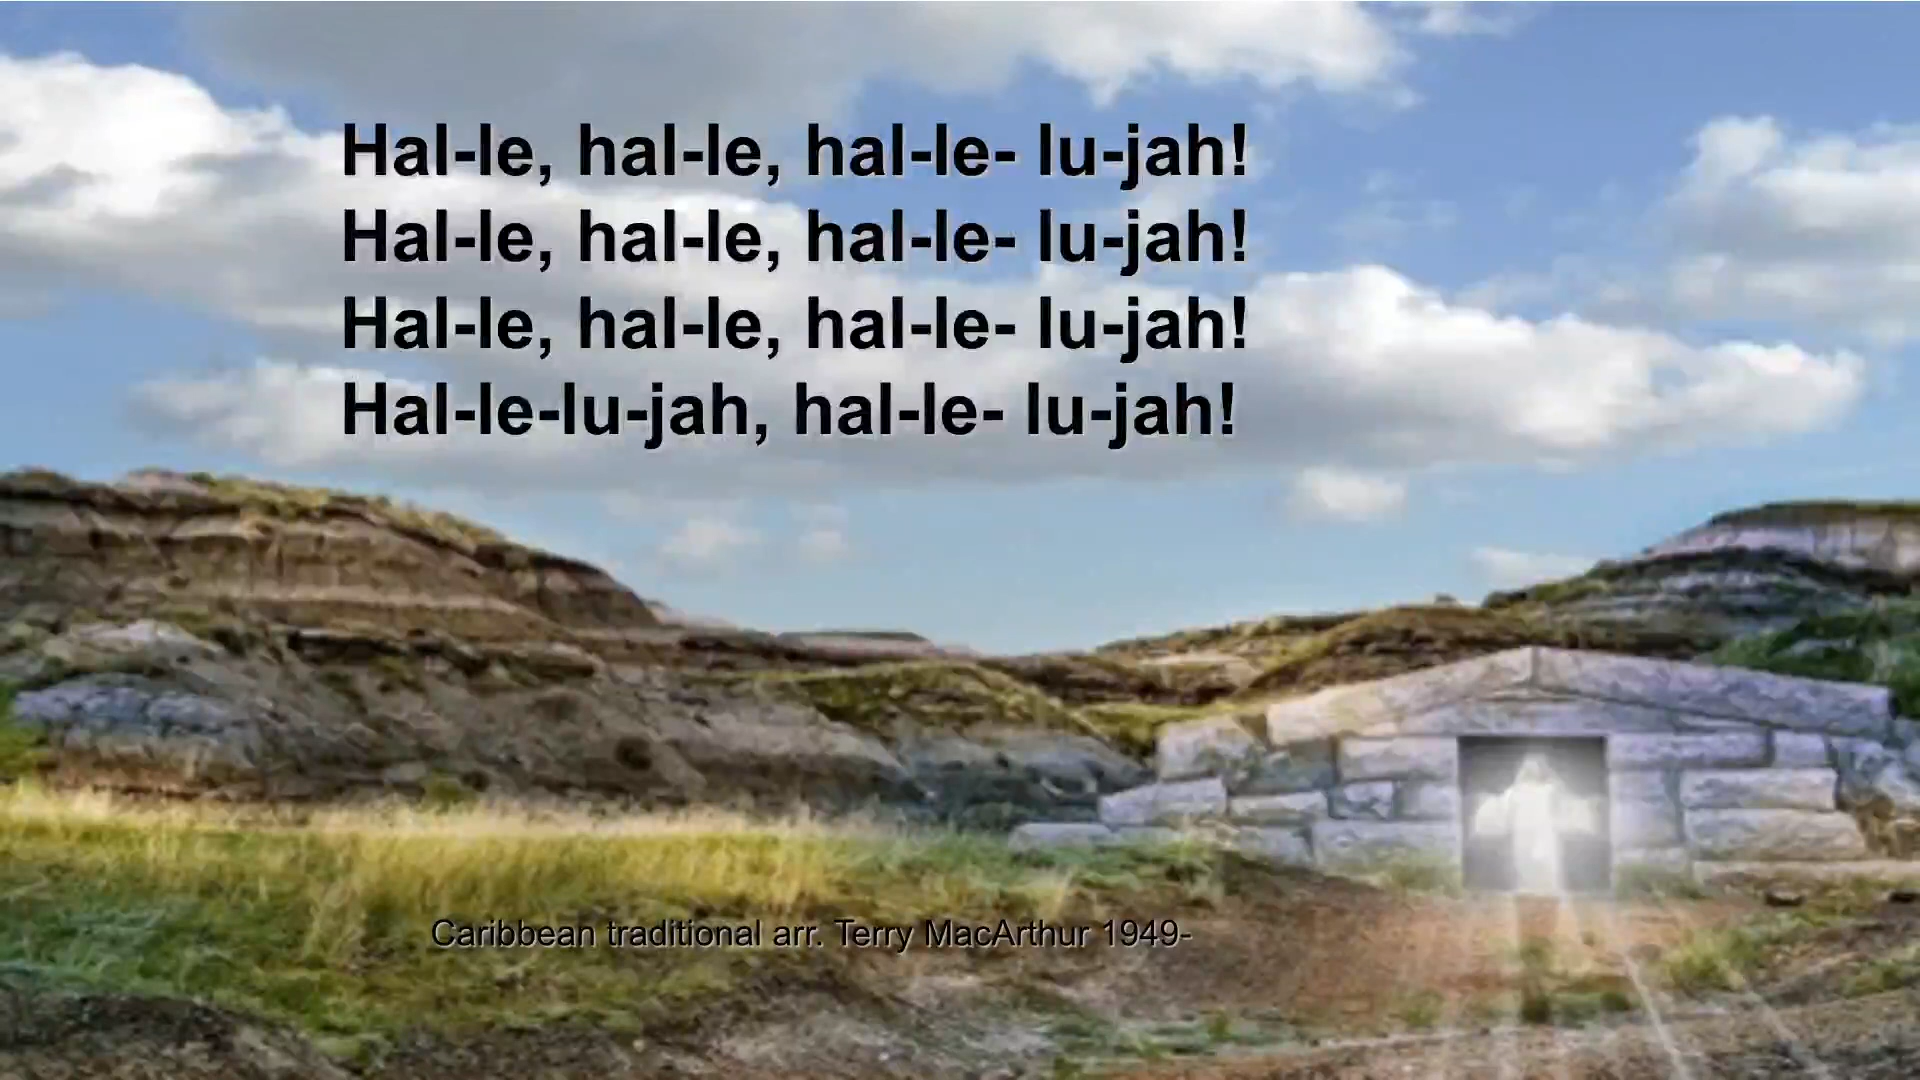 Hal-le, hal-le, hal-le- lu-jah!
Hal-le, hal-le, hal-le- lu-jah!
Hal-le, hal-le, hal-le- lu-jah!
Hal-le-lu-jah, hal-le- lu-jah!
Caribbean traditional arr. Terry MacArthur 1949-